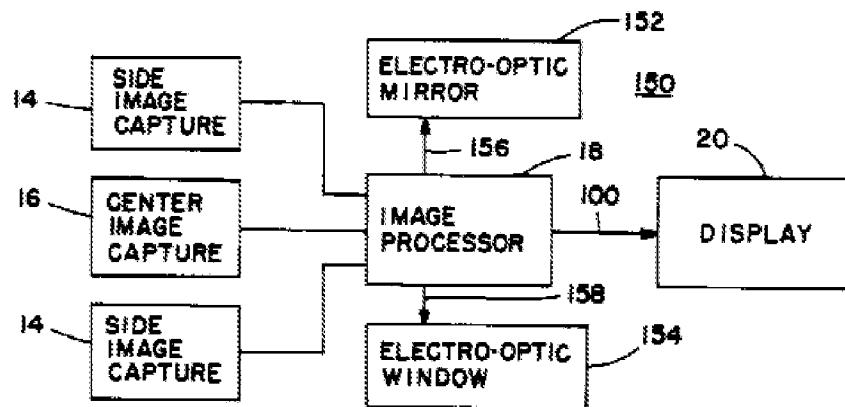 152
ELECTRO-OPTIC
MIRROR
150
14
SIDE
IMAGE
CAPTURE
156
18
20
16
CENTER
IMAGE
CAPTURE
IMAGE
PROCESSOR
100
DISPLAY
158
14
SIDE
IMAGE
CAPTURE
ELECTRO-OPTIC
WINDOW
154